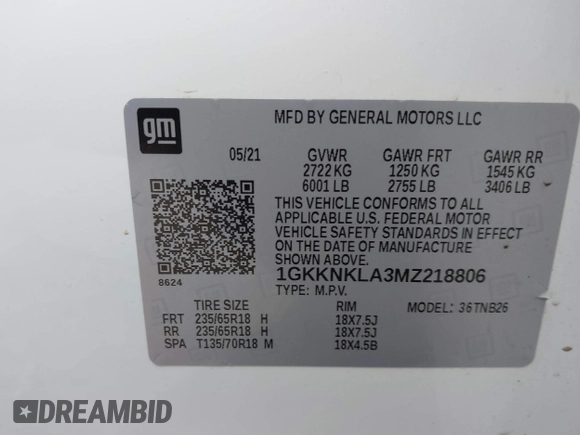 gm
MFD BY GENERAL MOTORS LLC
05/21 GVWR GAWR FRT GAWR RR
2722 KG 1250 KG 1545 KG
6001 LB 2755 LB 3406 LB
THIS VEHICLE CONFORMS TO ALL
APPLICABLE U.S. FEDERAL MOTOR
VEHICLE SAFETY STANDARDS IN EFFECT
ON THE DATE OF MANUFACTURE
SHOWN ABOVE.
1GKKNKLA3MZ218806
8624
TYPE: M.P.V.
TIRE SIZE RIM MODEL: 36TNB26
FRT 235/65R18 H 18X7.5J
RR 235/65R18 H 18X7.5J
SPA T135/70R18 M 18X4.5B
DREAMBID